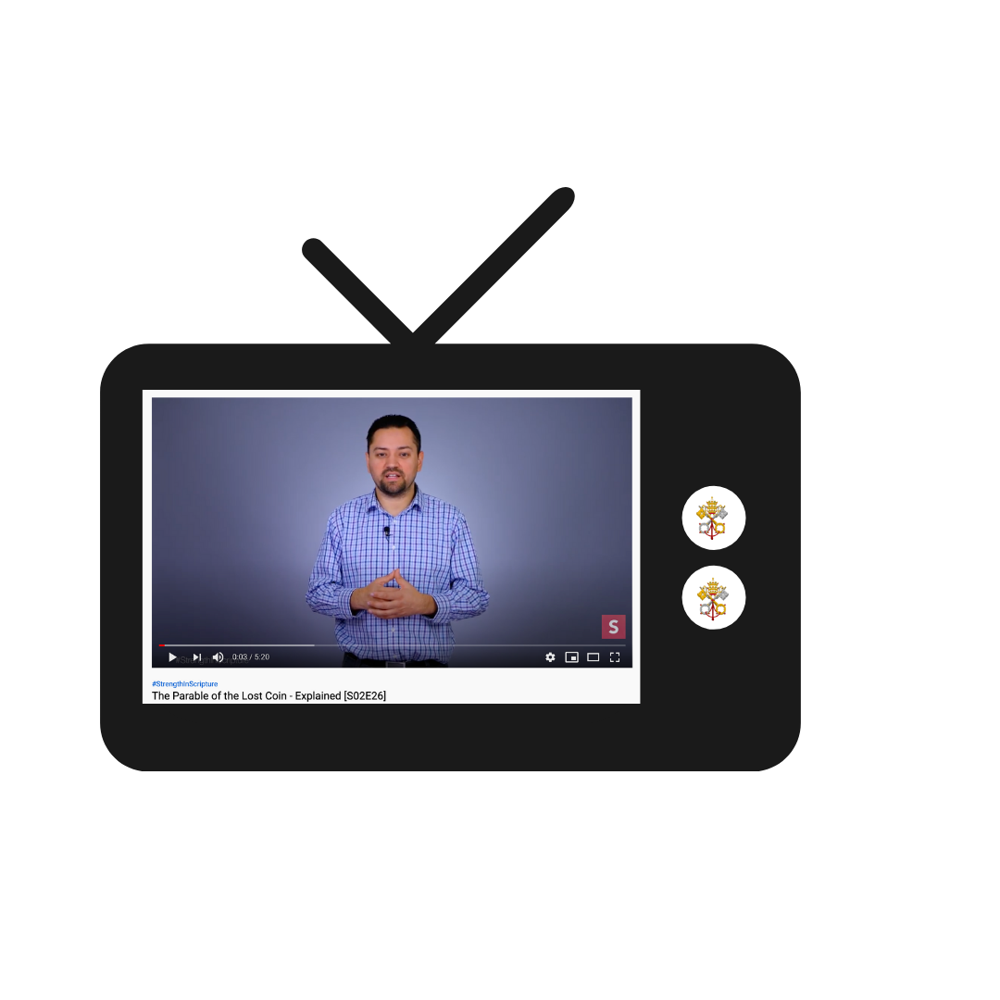 S
0:03 / 5:20
#StrengthInScripture
The Parable of the Lost Coin - Explained [S02E26]